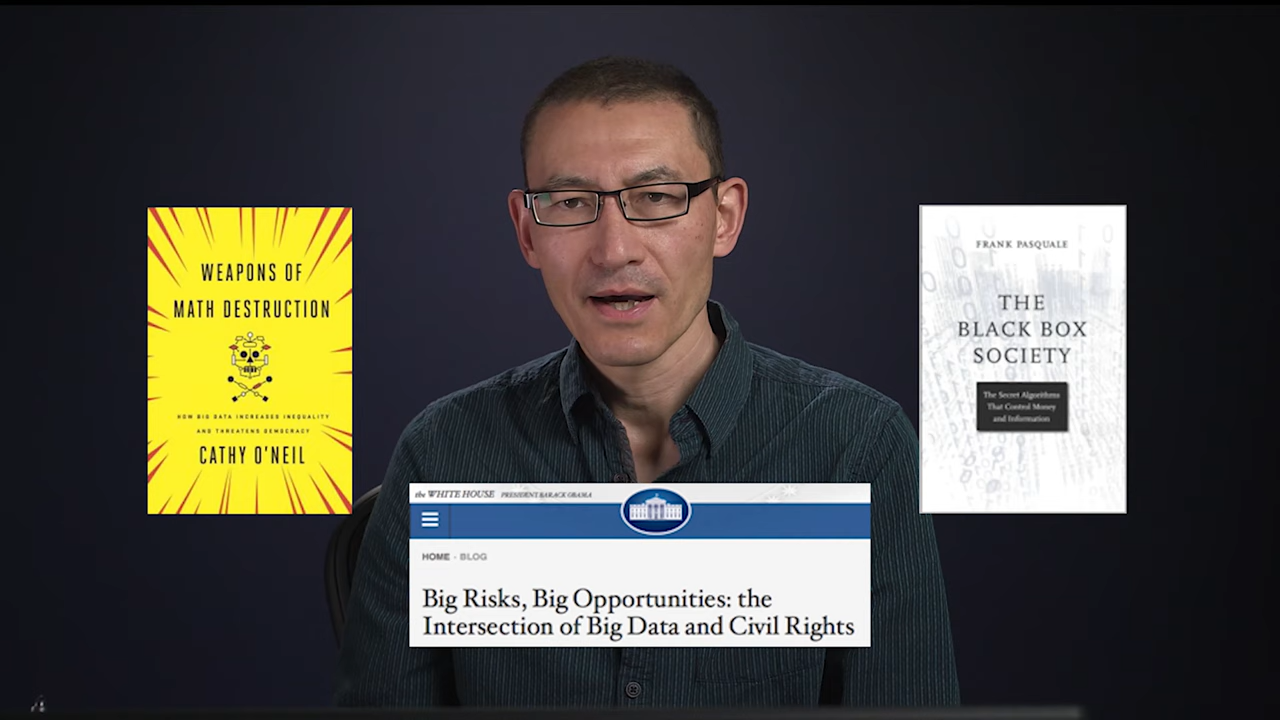 WEAPONS OF
MATH DESTRUCTION
HOW BIG DATA INCREASES INEQUALITY
AND THREATENS DEMOCRACY
CATHY O'NEIL
FRANK PASQUALE
THE
BLACK BOX
SOCIETY
The Secret Algorithms
That Control Money
and Information
the WHITE HOUSE PRESIDENT BARACK OBAMA
HOME · BLOG
Big Risks, Big Opportunities: the
Intersection of Big Data and Civil Rights